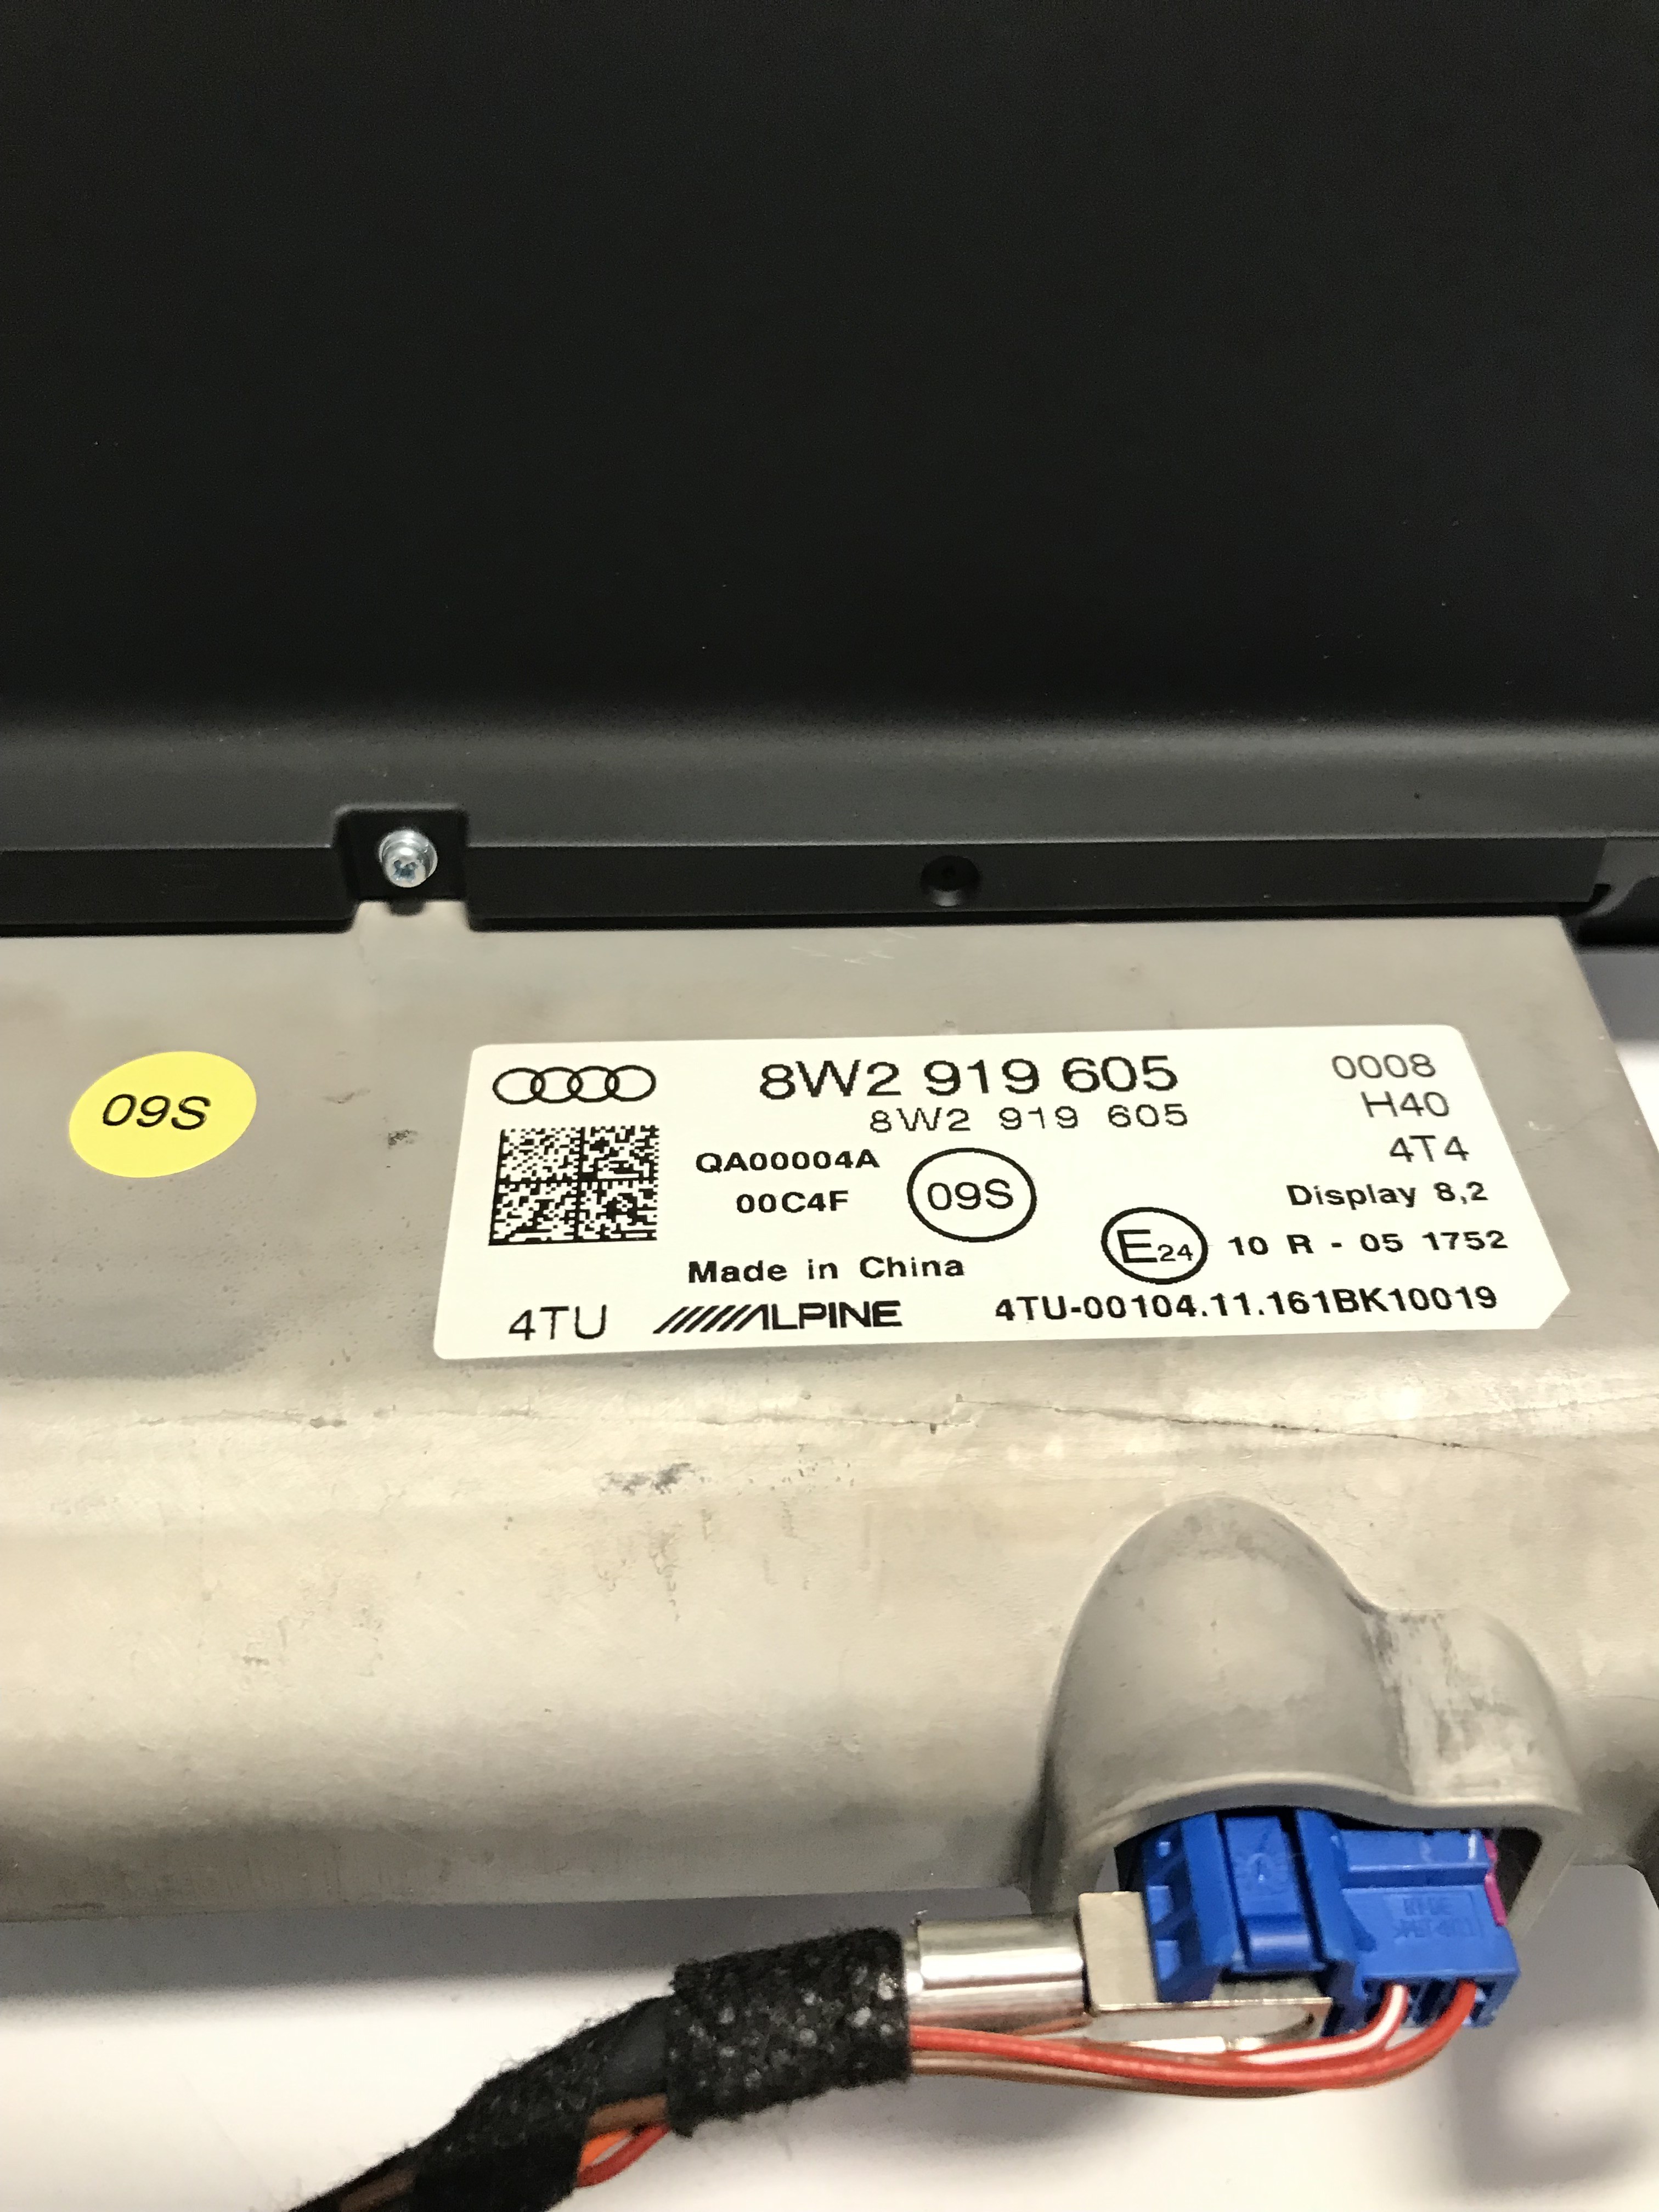 09S
8W2 919 605
0008
8W2 919 605
H40
QA00004A
4T4
00C4F
09S
Display 8,2
E24 10 R - 05 1752
Made in China
4TU
ALPINE
4TU-00104.11.161BK10019